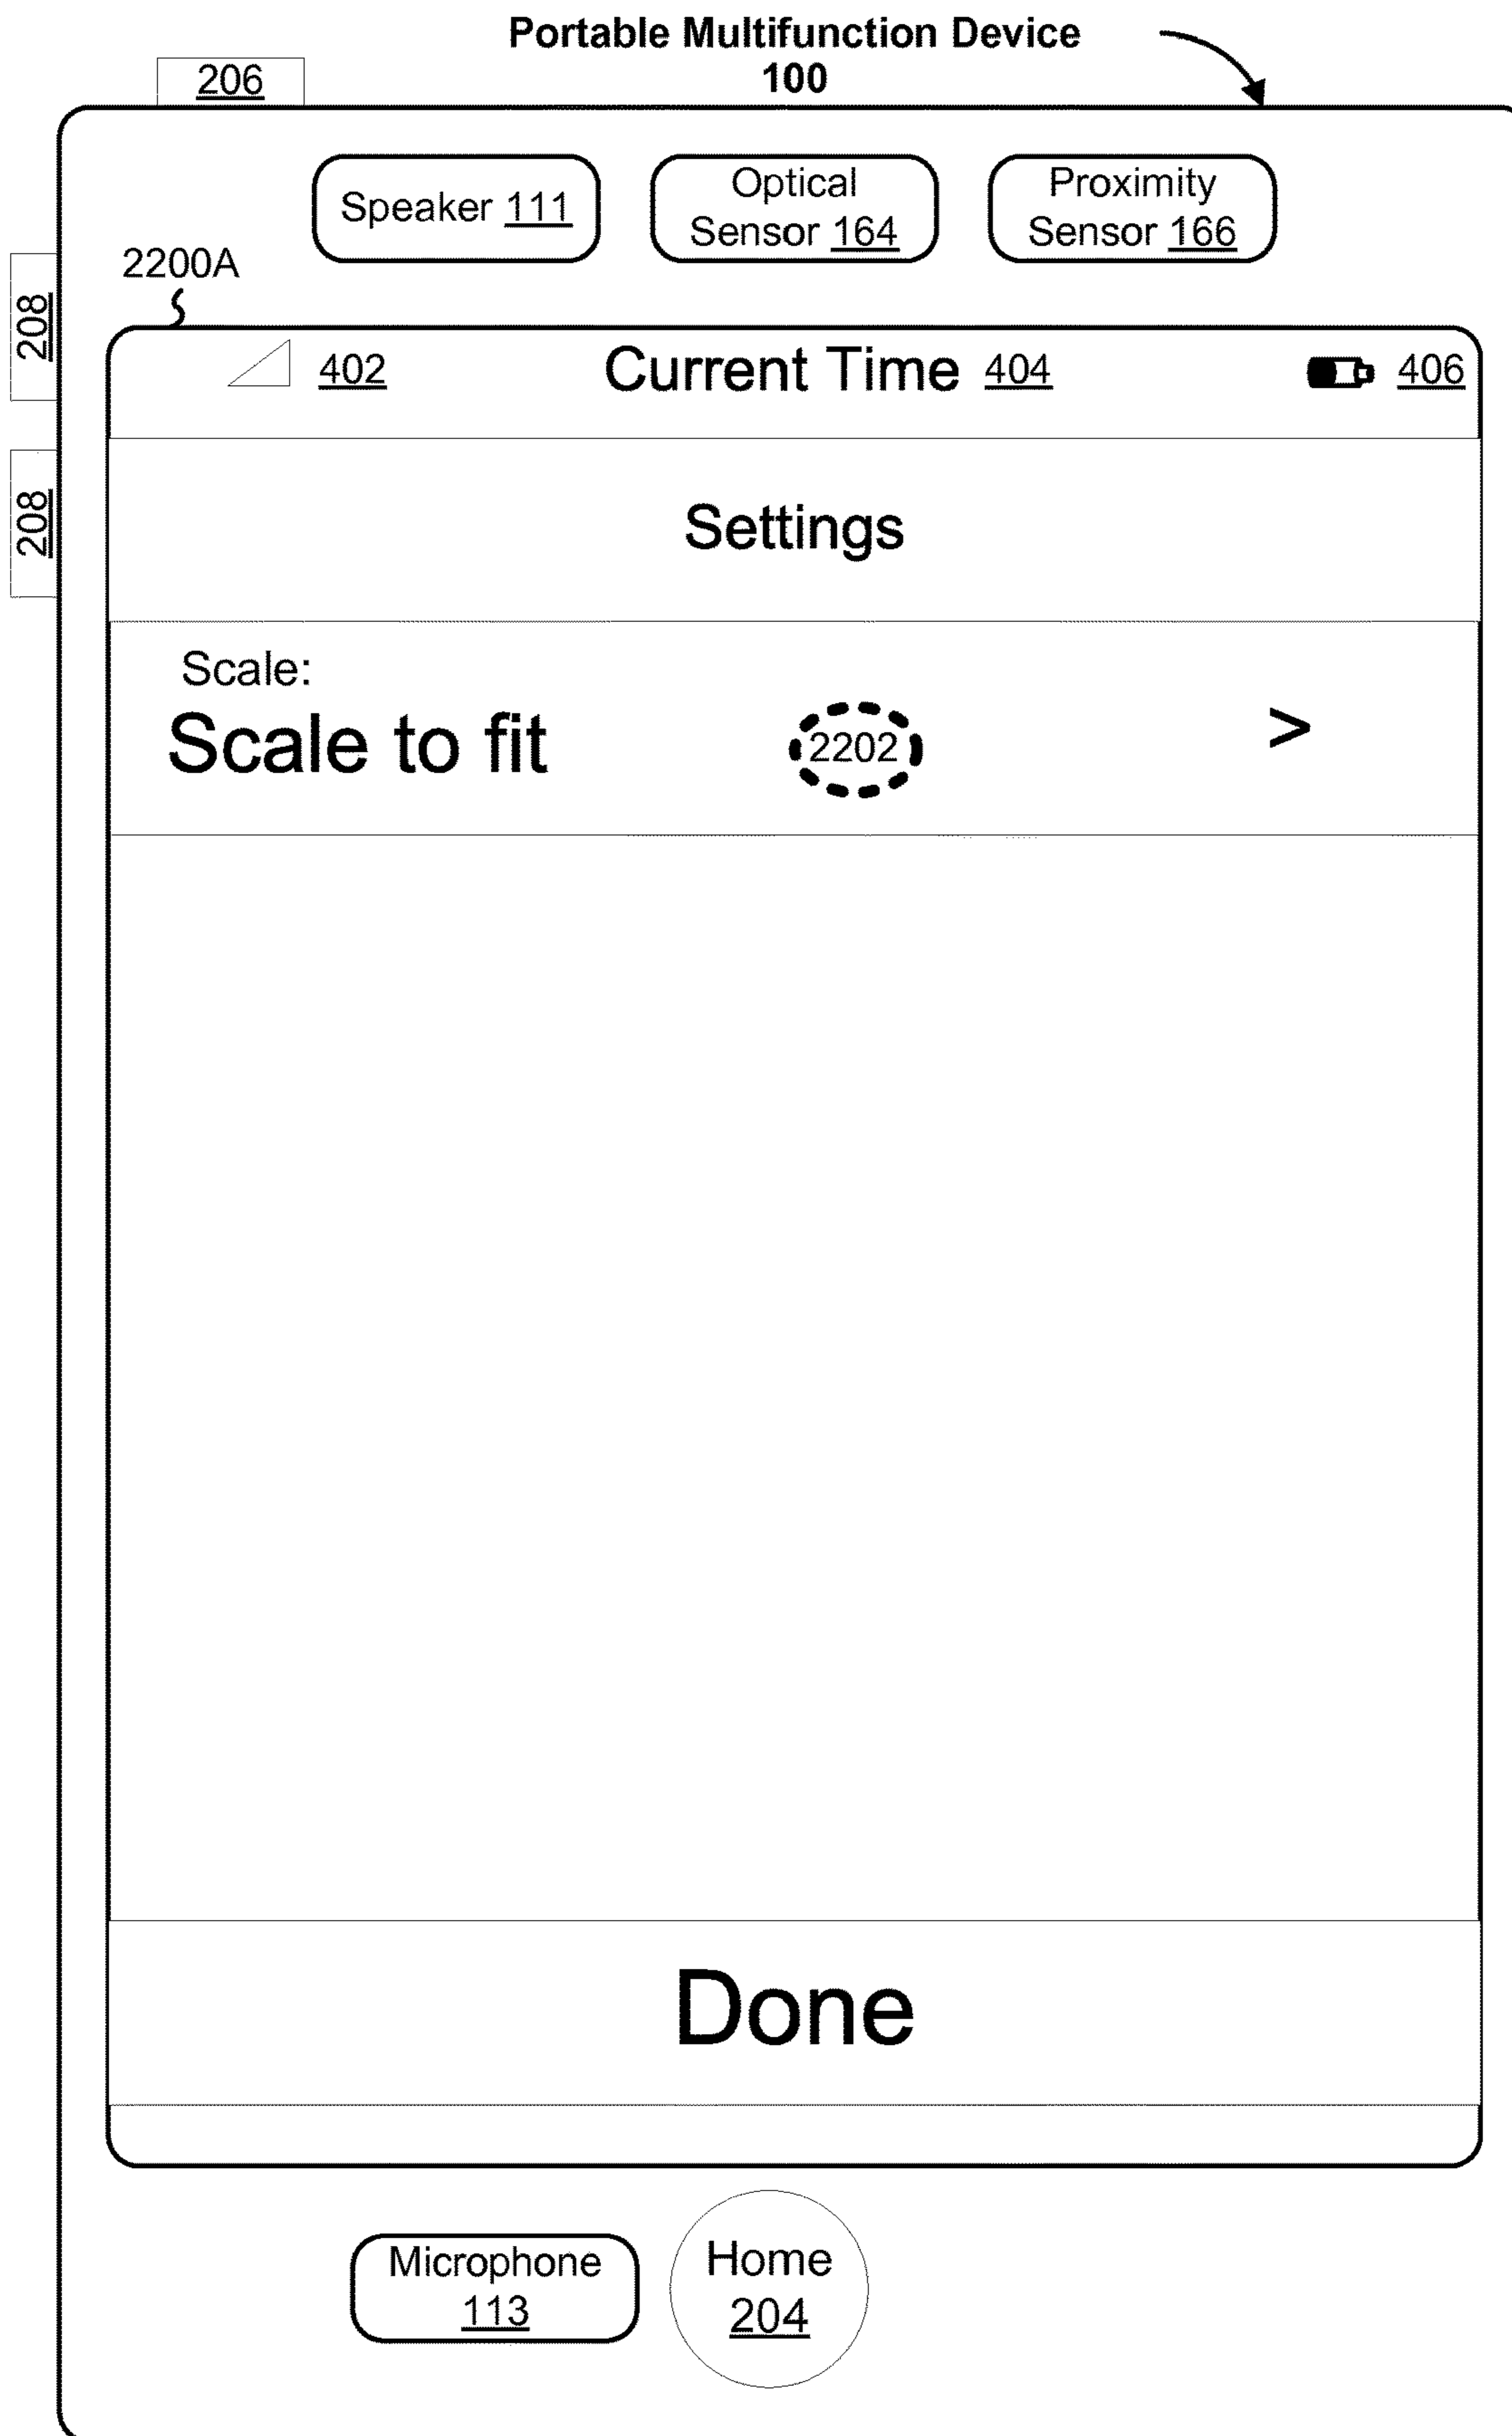 Portable Multifunction Device
100
206
Speaker 111
Optical
Sensor 164
Proximity
Sensor 166
2200A
208
402
Current Time 404
406
208
Settings
Scale:
Scale to fit
2202
>
Done
Microphone
113
Home
204